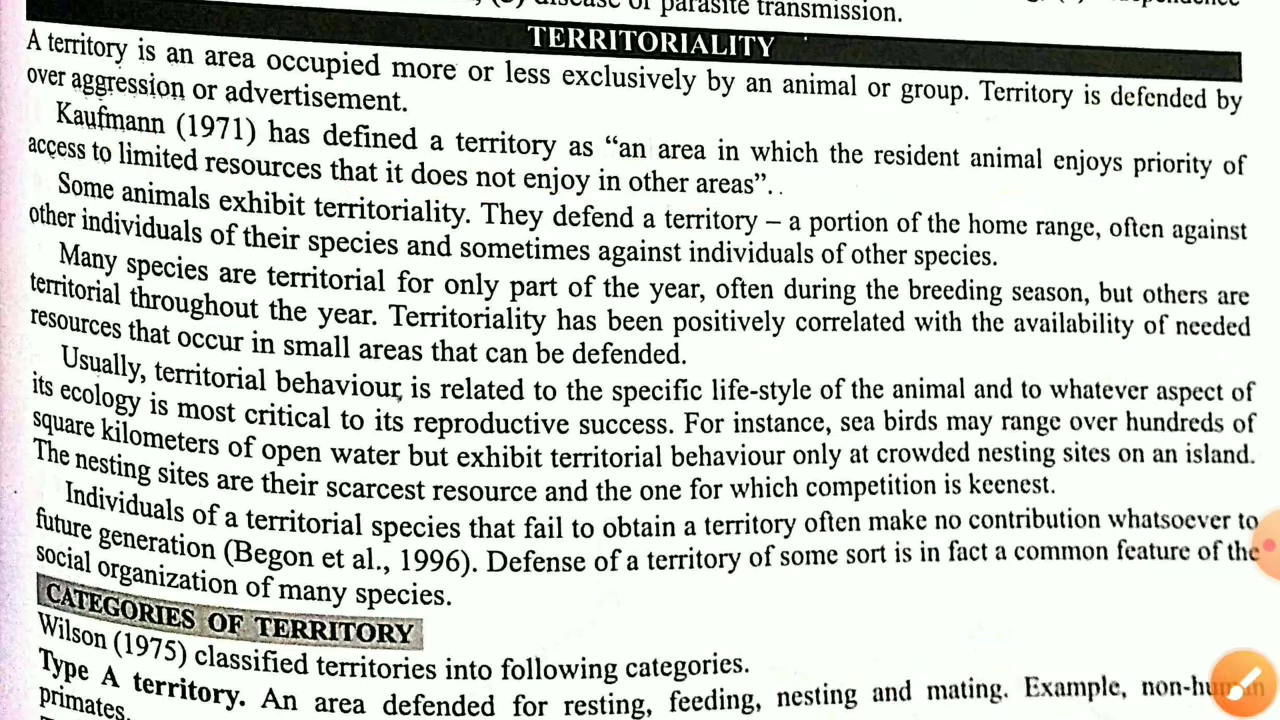 disease or parasite transmission.
TERRITORIALITY
A territory is an area occupied more or less exclusively by an animal or group. Territory is defended by
over aggression or advertisement.
Kaufmann (1971) has defined a territory as “an area in which the resident animal enjoys priority of
access to limited resources that it does not enjoy in other areas”.
Some animals exhibit territoriality. They defend a territory – a portion of the home range, often against
other individuals of their species and sometimes against individuals of other species.
Many species are territorial for only part of the year, often during the breeding season, but others are
territorial throughout the year. Territoriality has been positively correlated with the availability of needed
resources that occur in small areas that can be defended.
Usually, territorial behaviour is related to the specific life-style of the animal and to whatever aspect of
its ecology is most critical to its reproductive success. For instance, sea birds may range over hundreds of
square kilometers of open water but exhibit territorial behaviour only at crowded nesting sites on an island.
The nesting sites are their scarcest resource and the one for which competition is keenest.
Individuals of a territorial species that fail to obtain a territory often make no contribution whatsoever to
future generation (Begon et al., 1996). Defense of a territory of some sort is in fact a common feature of the
social organization of many species.
CATEGORIES OF TERRITORY
Wilson (1975) classified territories into following categories.
Type A territory. An area defended for resting, feeding, nesting and mating. Example, non-human
primates.